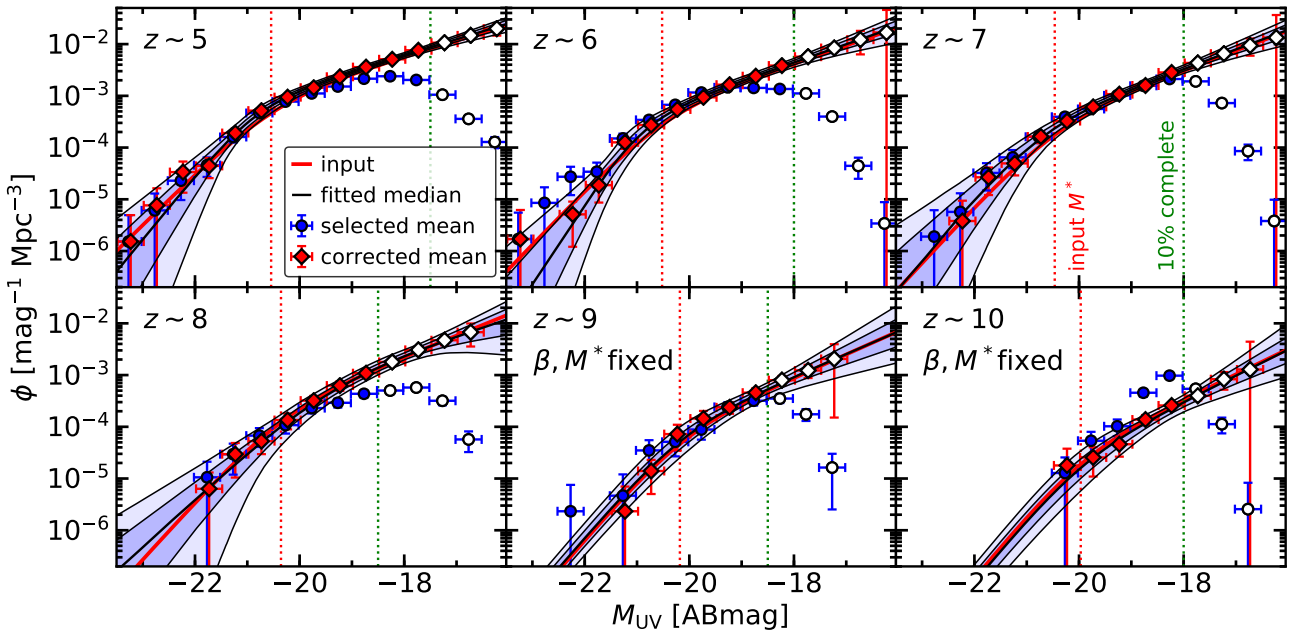 z ~ 5
z ~ 6
z ~ 7
input
fitted median
selected mean
corrected mean
input M*
10% complete
z ~ 8
z ~ 9
β, M* fixed
z ~ 10
β, M* fixed
10⁻²
10⁻³
10⁻⁴
10⁻⁵
10⁻⁶
10⁻²
10⁻³
10⁻⁴
10⁻⁵
10⁻⁶
ϕ [mag⁻¹ Mpc⁻³]
−22 −20 −18 −22 −20 −18 −22 −20 −18
M_UV [ABmag]